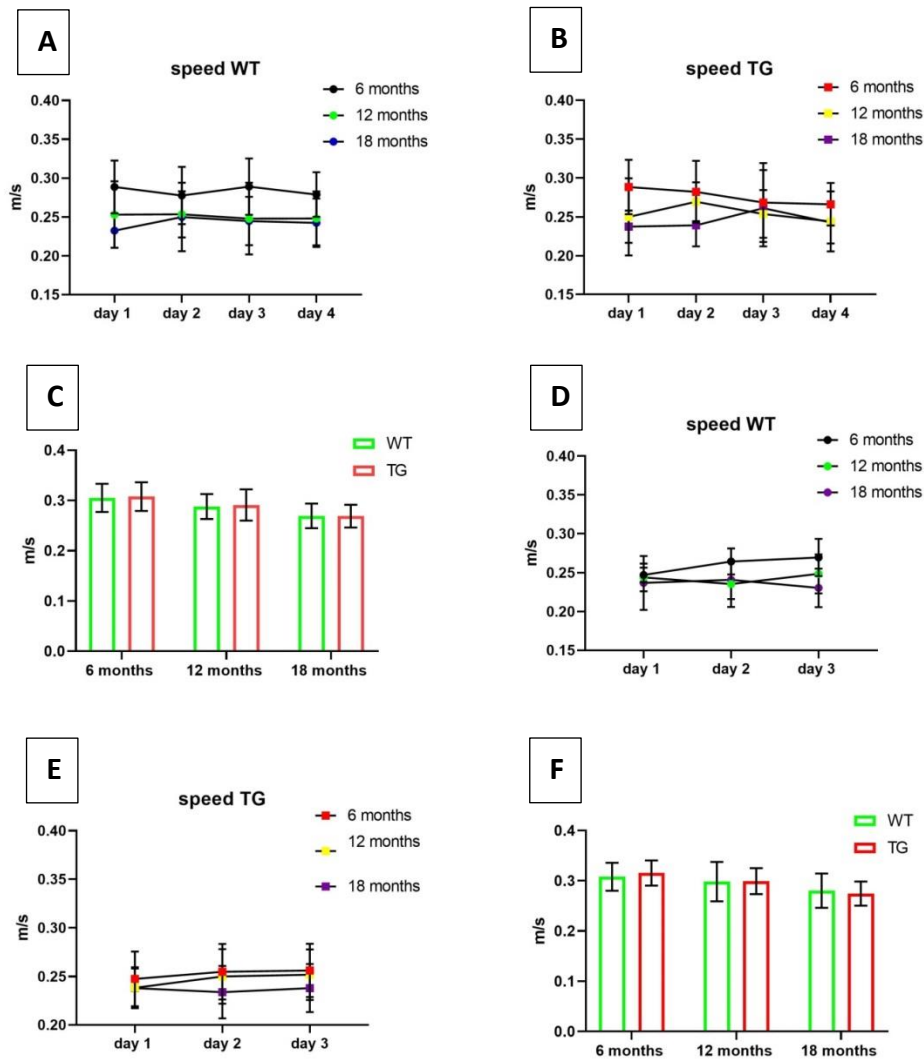 A
speed WT
6 months
12 months
18 months
0.40
0.35
0.30
0.25
0.20
0.15
m/s
day 1 day 2 day 3 day 4
B
speed TG
6 months
12 months
18 months
0.40
0.35
0.30
0.25
0.20
0.15
m/s
day 1 day 2 day 3 day 4
C
WT
TG
0.4
0.3
0.2
0.1
0.0
m/s
6 months 12 months 18 months
D
speed WT
6 months
12 months
18 months
0.40
0.35
0.30
0.25
0.20
0.15
m/s
day 1 day 2 day 3
E
speed TG
6 months
12 months
18 months
0.40
0.35
0.30
0.25
0.20
m/s
day 1 day 2 day 3
F
WT
TG
0.4
0.3
0.2
0.1
0.0
m/s
6 months 12 months 18 months